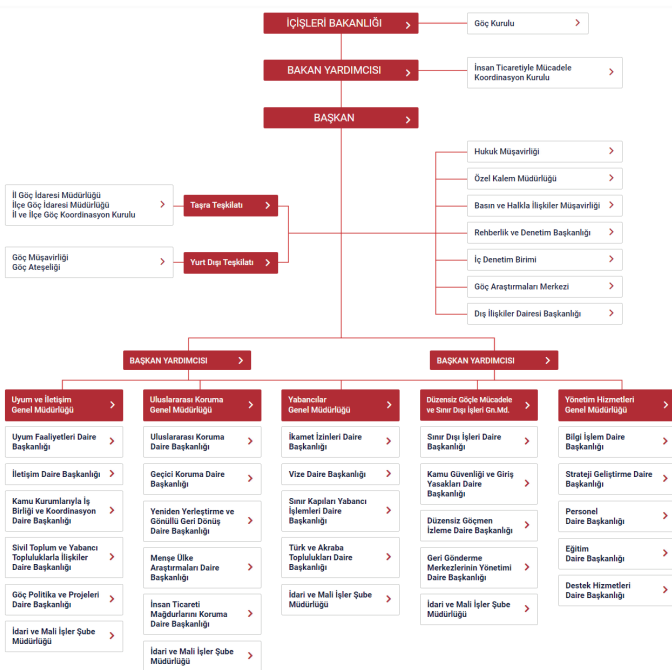 İÇİŞLERİ BAKANLIĞI
Göç Kurulu
BAKAN YARDIMCISI
İnsan Ticaretiyle Mücadele
Koordinasyon Kurulu
BAŞKAN
Hukuk Müşavirliği
Özel Kalem Müdürlüğü
Basın ve Halkla İlişkiler Müşavirliği
Rehberlik ve Denetim Başkanlığı
İç Denetim Birimi
Göç Araştırmaları Merkezi
Dış İlişkiler Dairesi Başkanlığı
İl Göç İdaresi Müdürlüğü
İlçe Göç İdaresi Müdürlüğü
İl ve İlçe Göç Koordinasyon Kurulu
Taşra Teşkilatı
Göç Müşavirliği
Göç Ateşeliği
Yurt Dışı Teşkilatı
BAŞKAN YARDIMCISI
BAŞKAN YARDIMCISI
Uyum ve İletişim
Genel Müdürlüğü
Uyum Faaliyetleri Daire
Başkanlığı
İletişim Daire Başkanlığı
Kamu Kurumlarıyla İş
Birliği ve Koordinasyon
Daire Başkanlığı
Sivil Toplum ve Yabancı
Topluluklarla İlişkiler
Daire Başkanlığı
Göç Politika ve Projeleri
Daire Başkanlığı
İdari ve Mali İşler Şube
Müdürlüğü
Uluslararası Koruma
Genel Müdürlüğü
Uluslararası Koruma
Daire Başkanlığı
Geçici Koruma Daire
Başkanlığı
Yeniden Yerleştirme ve
Gönüllü Geri Dönüş
Daire Başkanlığı
Menşe Ülke
Araştırmaları Daire
Başkanlığı
İnsan Ticareti
Mağdurlarını Koruma
Daire Başkanlığı
İdari ve Mali İşler Şube
Müdürlüğü
Yabancılar
Genel Müdürlüğü
İkamet İzinleri Daire
Başkanlığı
Vize Daire Başkanlığı
Sınır Kapıları Yabancı
İşlemleri Daire
Başkanlığı
Türk ve Akraba
Toplulukları Daire
Başkanlığı
İdari ve Mali İşler Şube
Müdürlüğü
Düzensiz Göçle Mücadele
ve Sınır Dışı İşleri Gn.Md.
Sınır Dışı İşleri Daire
Başkanlığı
Kamu Güvenliği ve Giriş
Yasakları Daire
Başkanlığı
Düzensiz Göçmen
İzleme Daire Başkanlığı
Geri Gönderme
Merkezlerinin Yönetimi
Daire Başkanlığı
İdari ve Mali İşler Şube
Müdürlüğü
Yönetim Hizmetleri
Genel Müdürlüğü
Bilgi İşlem Daire
Başkanlığı
Strateji Geliştirme Daire
Başkanlığı
Personel
Daire Başkanlığı
Eğitim
Daire Başkanlığı
Destek Hizmetleri
Daire Başkanlığı